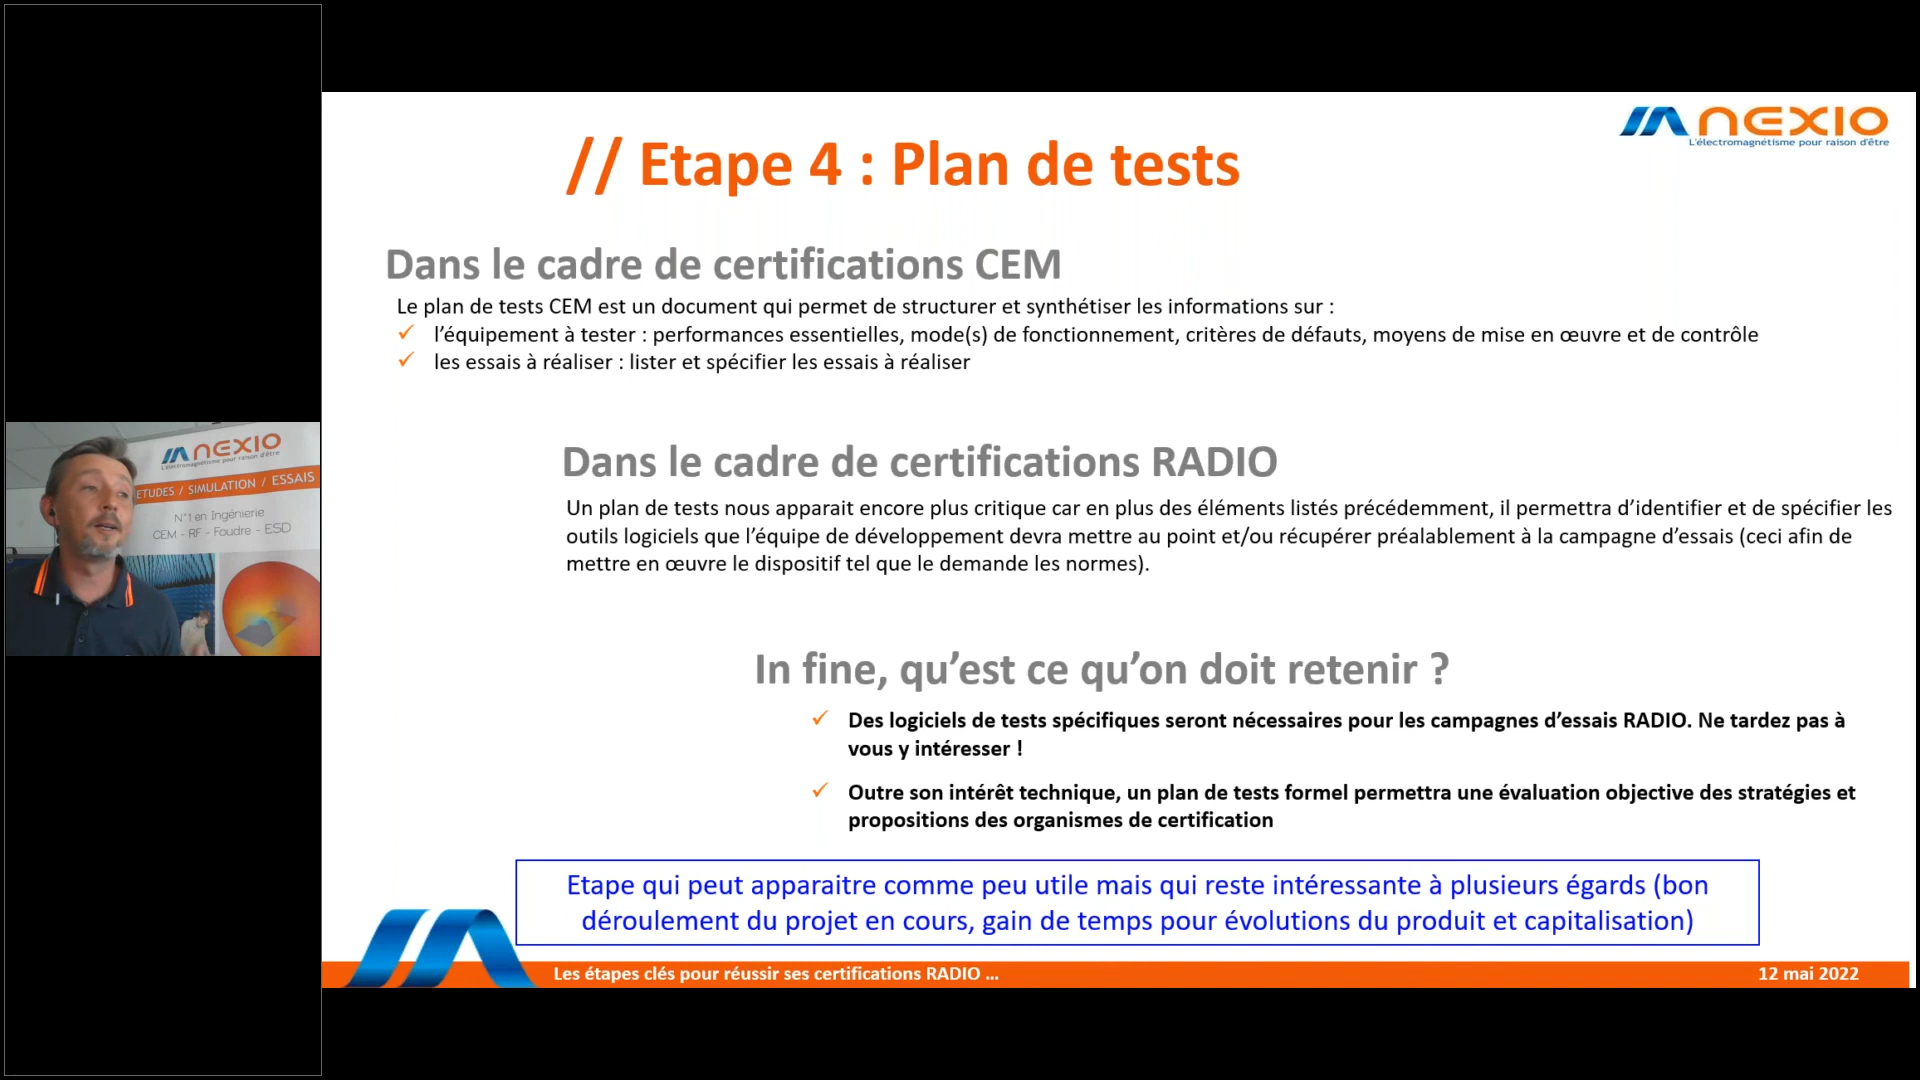 nexio
L'électromagnétisme pour raison d'être
// Etape 4 : Plan de tests
Dans le cadre de certifications CEM
Le plan de tests CEM est un document qui permet de structurer et synthétiser les informations sur :
✓ l’équipement à tester : performances essentielles, mode(s) de fonctionnement, critères de défauts, moyens de mise en œuvre et de contrôle
✓ les essais à réaliser : lister et spécifier les essais à réaliser
Dans le cadre de certifications RADIO
Un plan de tests nous apparait encore plus critique car en plus des éléments listés précédemment, il permettra d’identifier et de spécifier les
outils logiciels que l’équipe de développement devra mettre au point et/ou récupérer préalablement à la campagne d’essais (ceci afin de
mettre en œuvre le dispositif tel que le demande les normes).
In fine, qu’est ce qu’on doit retenir ?
✓ Des logiciels de tests spécifiques seront nécessaires pour les campagnes d’essais RADIO. Ne tardez pas à
vous y intéresser !
✓ Outre son intérêt technique, un plan de tests formel permettra une évaluation objective des stratégies et
propositions des organismes de certification
Etape qui peut apparaitre comme peu utile mais qui reste intéressante à plusieurs égards (bon
déroulement du projet en cours, gain de temps pour évolutions du produit et capitalisation)
Les étapes clés pour réussir ses certifications RADIO ...
12 mai 2022
nexio
L'électromagnétisme pour raison d'être
ETUDES / SIMULATION / ESSAIS
N°1 en Ingénierie
CEM - RF - Foudre - ESD